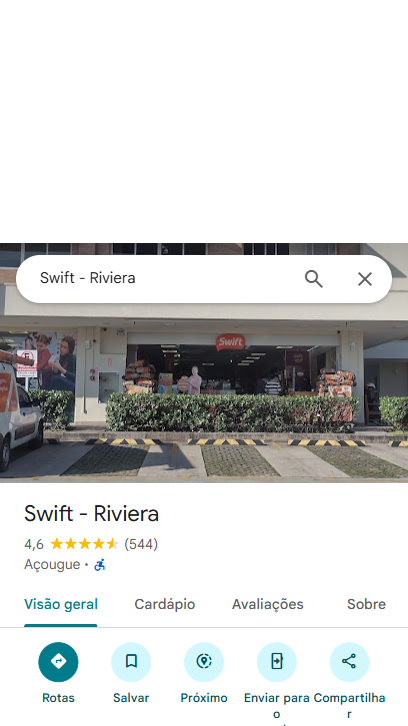 Swift - Riviera
Swift
Swift - Riviera
4,6 (544)
Açougue ·
Visão geral Cardápio Avaliações Sobre
Rotas Salvar Próximo Enviar para o Compartilhar